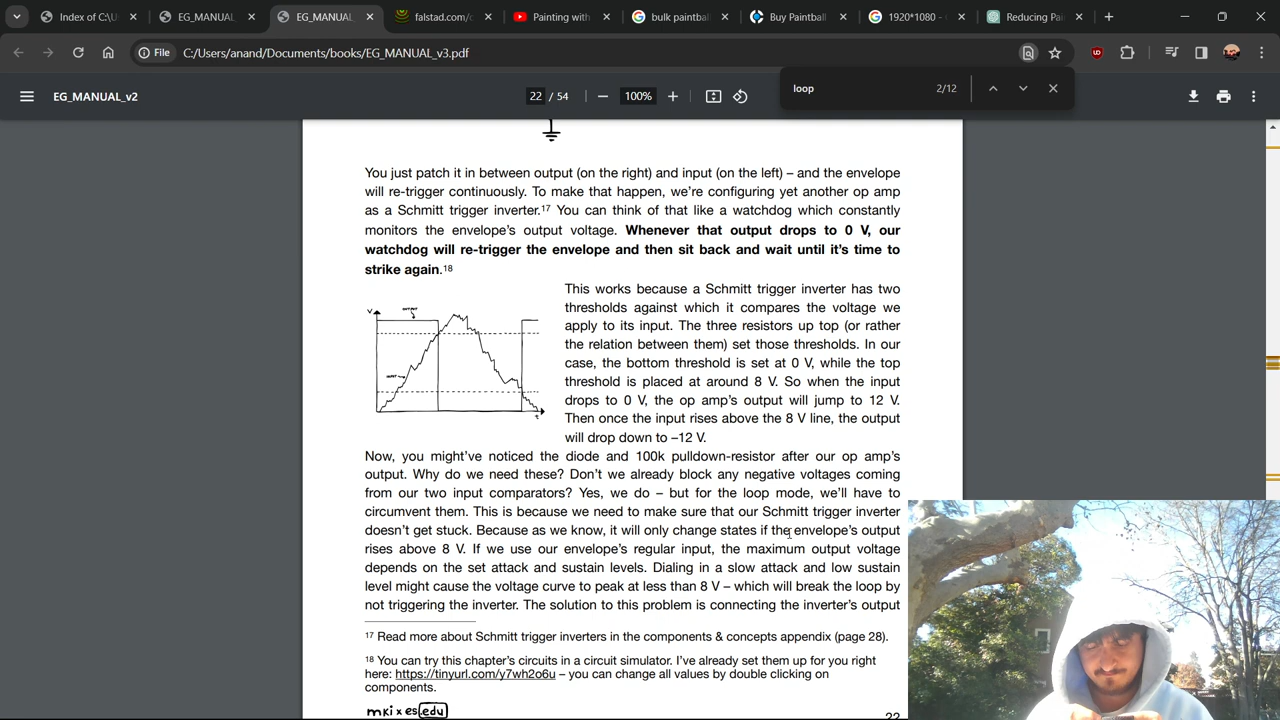 Index of C:\Us
EG_MANUAL
EG_MANUAL
falstad.com/c
Painting with
bulk paintball
Buy Paintball
1920*1080 -
Reducing Pai
File C:/Users/anand/Documents/books/EG_MANUAL_v3.pdf
loop 2/12
EG_MANUAL_v2
22 / 54
100%
You just patch it in between output (on the right) and input (on the left) – and the envelope
will re-trigger continuously. To make that happen, we're configuring yet another op amp
as a Schmitt trigger inverter.17 You can think of that like a watchdog which constantly
monitors the envelope's output voltage. Whenever that output drops to 0 V, our
watchdog will re-trigger the envelope and then sit back and wait until it's time to
strike again.18
This works because a Schmitt trigger inverter has two
thresholds against which it compares the voltage we
apply to its input. The three resistors up top (or rather
the relation between them) set those thresholds. In our
case, the bottom threshold is set at 0 V, while the top
threshold is placed at around 8 V. So when the input
drops to 0 V, the op amp's output will jump to 12 V.
Then once the input rises above the 8 V line, the output
will drop down to –12 V.
V
OUTPUT
t
Now, you might've noticed the diode and 100k pulldown-resistor after our op amp's
output. Why do we need these? Don't we already block any negative voltages coming
from our two input comparators? Yes, we do – but for the loop mode, we'll have to
circumvent them. This is because we need to make sure that our Schmitt trigger inverter
doesn't get stuck. Because as we know, it will only change states if the envelope's output
rises above 8 V. If we use our envelope's regular input, the maximum output voltage
depends on the set attack and sustain levels. Dialing in a slow attack and low sustain
level might cause the voltage curve to peak at less than 8 V – which will break the loop by
not triggering the inverter. The solution to this problem is connecting the inverter's output
17 Read more about Schmitt trigger inverters in the components & concepts appendix (page 28).
18 You can try this chapter's circuits in a circuit simulator. I've already set them up for you right
here: https://tinyurl.com/y7wh2o6u – you can change all values by double clicking on
components.
mki x es.edu
22